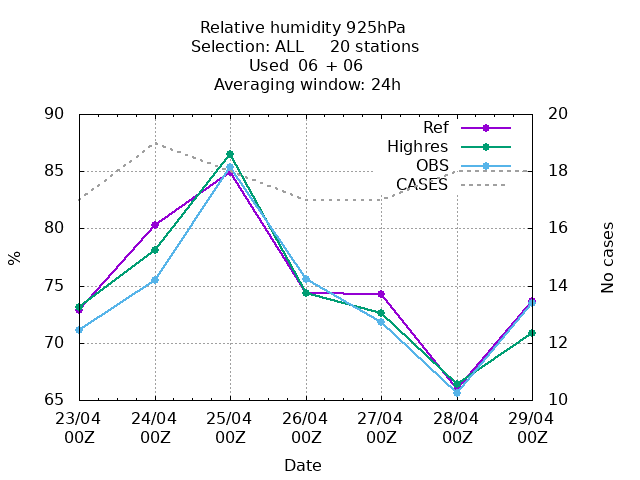 Relative humidity 925hPa
Selection: ALL 20 stations
Used 06 + 06
Averaging window: 24h
90 20
Ref
Highres
OBS
CASES
85 18
80 16
75 14
70 12
65 10
%
No cases
23/04 24/04 25/04 26/04 27/04 28/04 29/04
00Z 00Z 00Z 00Z 00Z 00Z 00Z
Date